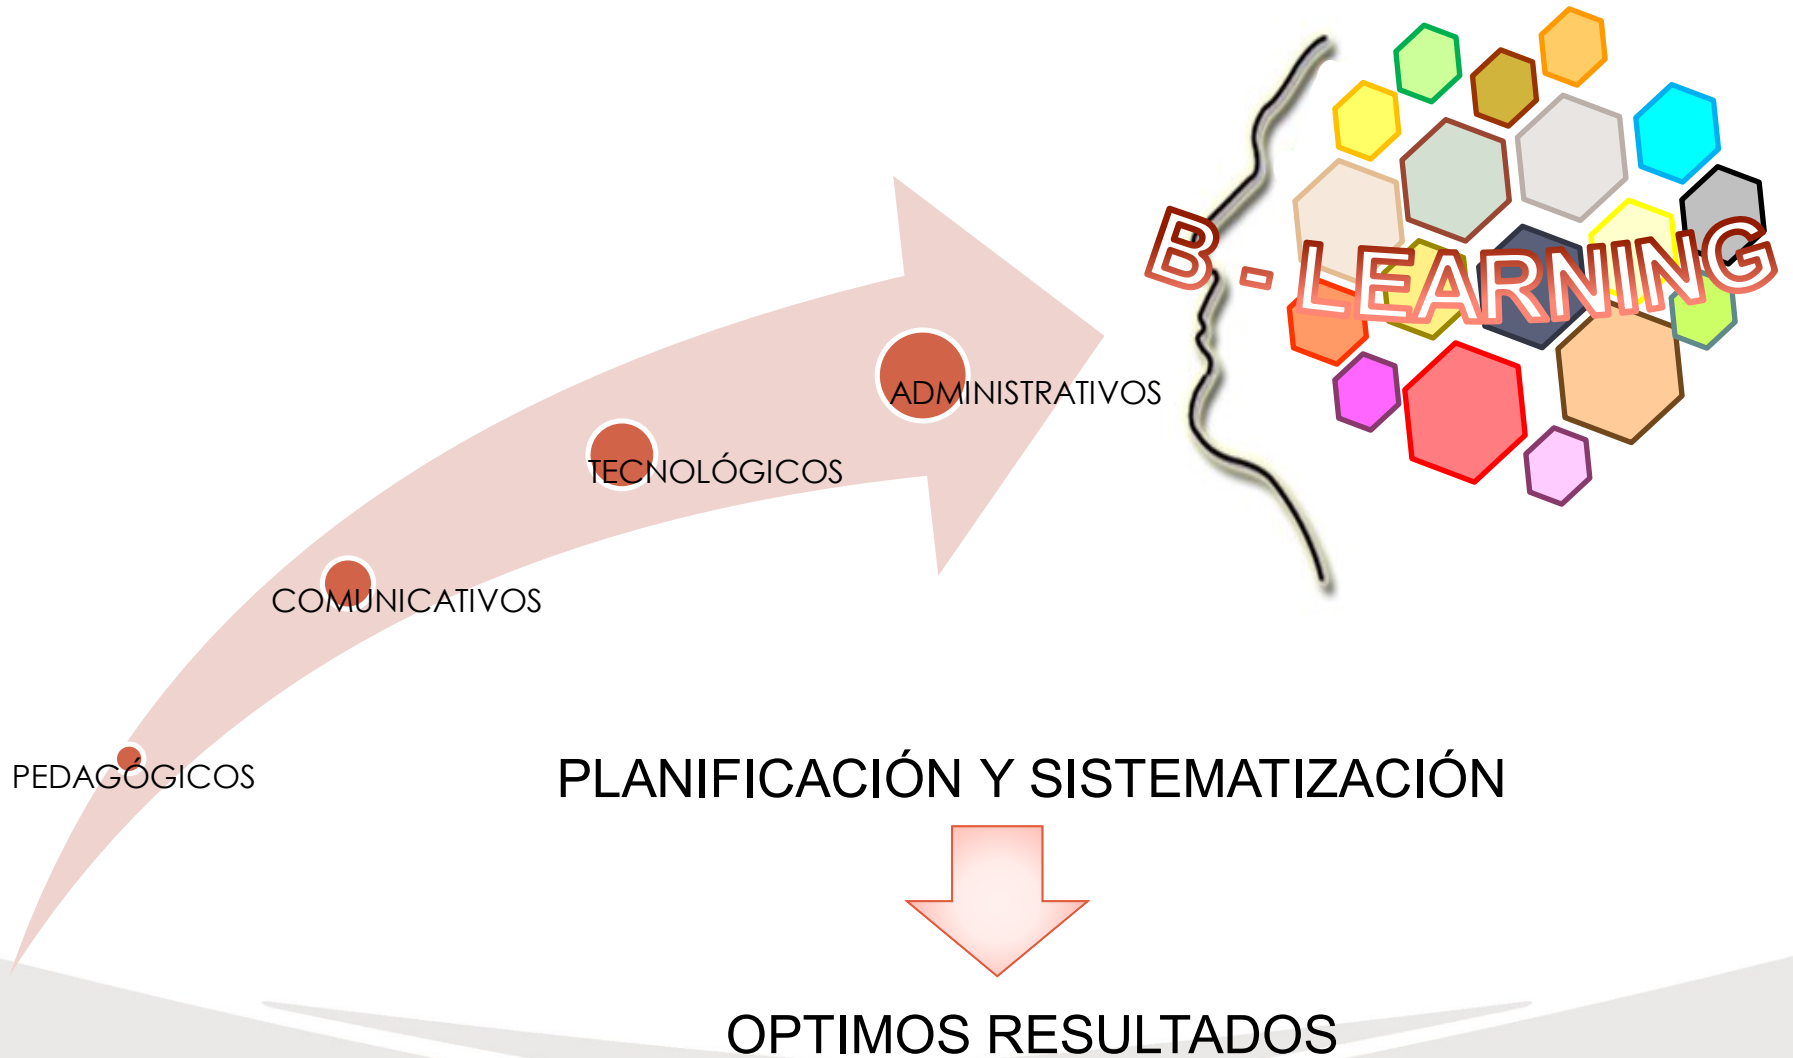 B - LEARNING
ADMINISTRATIVOS
TECNOLÓGICOS
COMUNICATIVOS
PEDAGÓGICOS
PLANIFICACIÓN Y SISTEMATIZACIÓN
OPTIMOS RESULTADOS